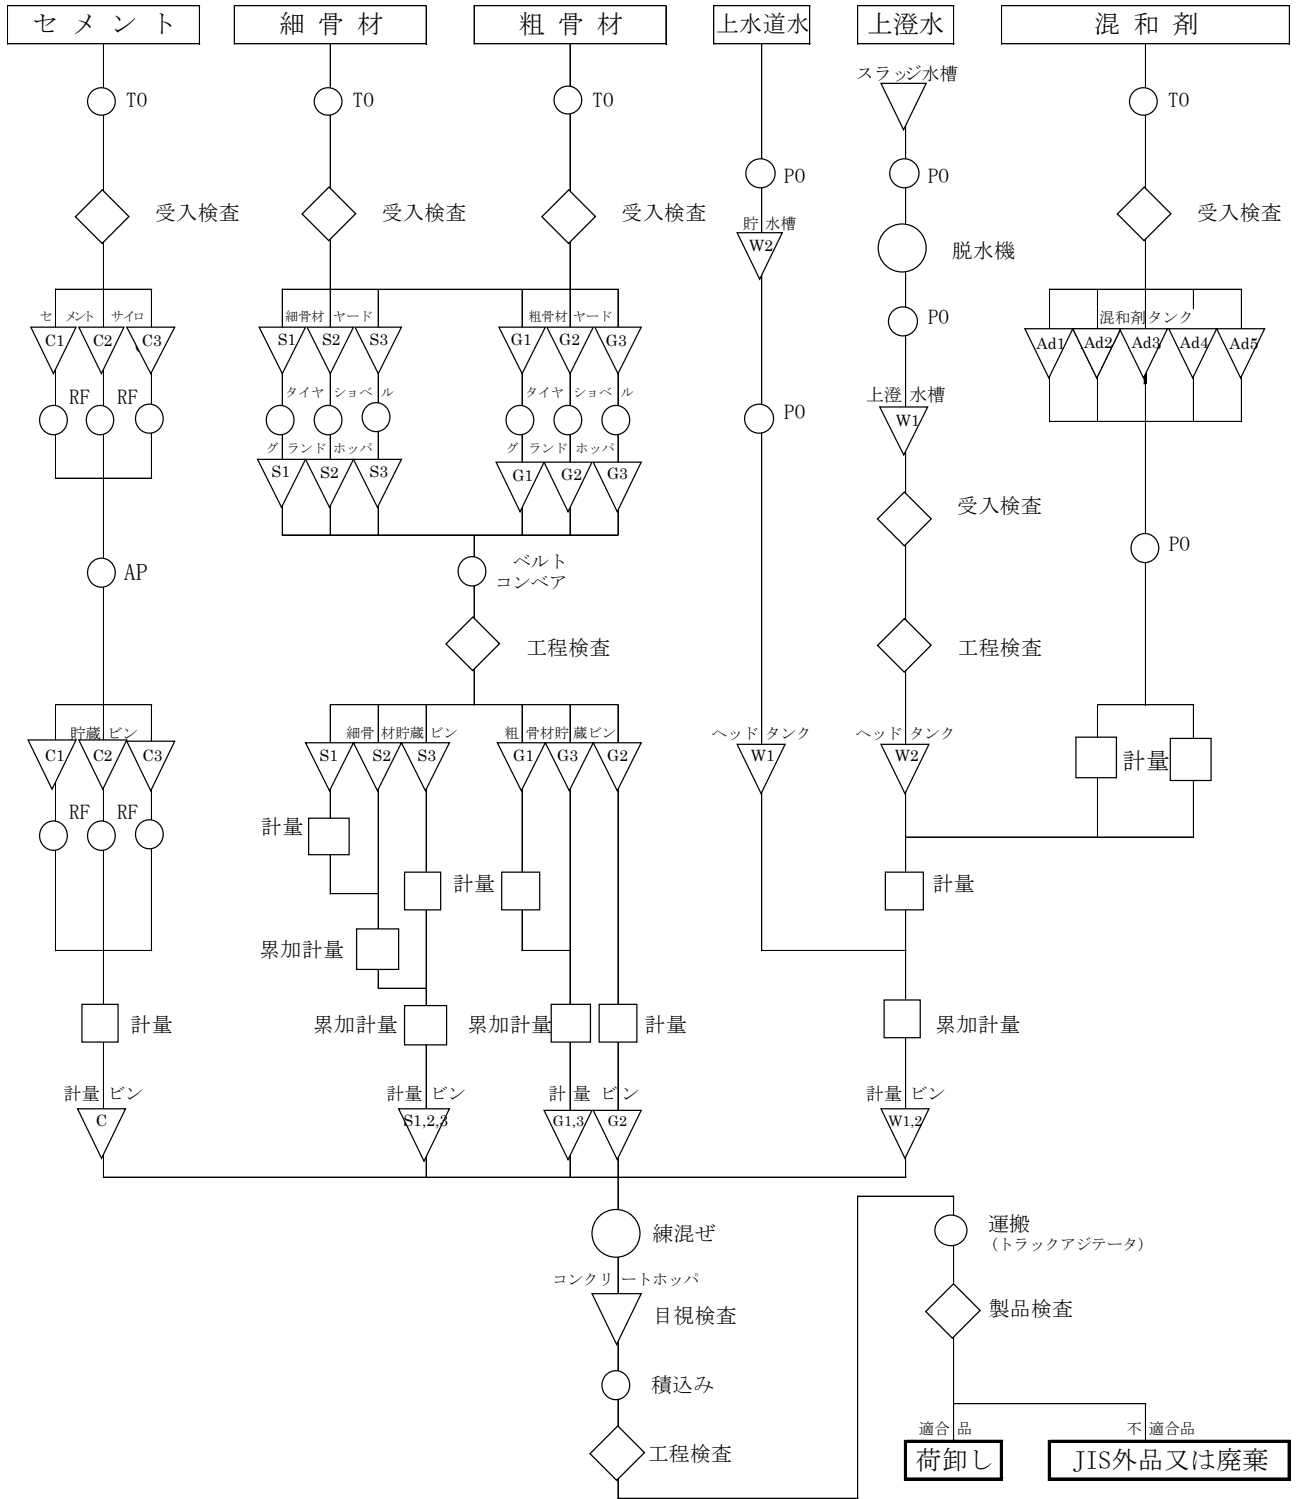 セメント 細骨材 粗骨材 上水道水 上澄水 混和剤
スラッジ水槽
TO TO TO TO
PO PO
受入検査 受入検査 受入検査 受入検査
貯水槽
W2
脱水機
PO
セメントサイロ 細骨材ヤード 粗骨材ヤード 混和剤タンク
C1 C2 C3 S1 S2 S3 G1 G2 G3 Ad1 Ad2 Ad3 Ad4 Ad5
RF RF タイヤショベル タイヤショベル 上澄水槽
PO W1
グランドホッパ グランドホッパ
S1 S2 S3 G1 G2 G3
受入検査
PO
AP ベルト
コンベア
工程検査 工程検査
貯蔵ビン 細骨材貯蔵ビン 粗骨材貯蔵ビン ヘッドタンク ヘッドタンク
C1 C2 C3 S1 S2 S3 G1 G3 G2 W1 W2 計量
RF RF
計量
計量 計量
累加計量
計量 累加計量 累加計量 計量 累加計量
計量ビン 計量ビン 計量ビン 計量ビン
C S1,2,3 G1,3 G2 W1,2
練混ぜ
コンクリートホッパ
目視検査
積込み
工程検査
運搬
(トラックアジテータ)
製品検査
適合品 不適合品
荷卸し JIS外品又は廃棄